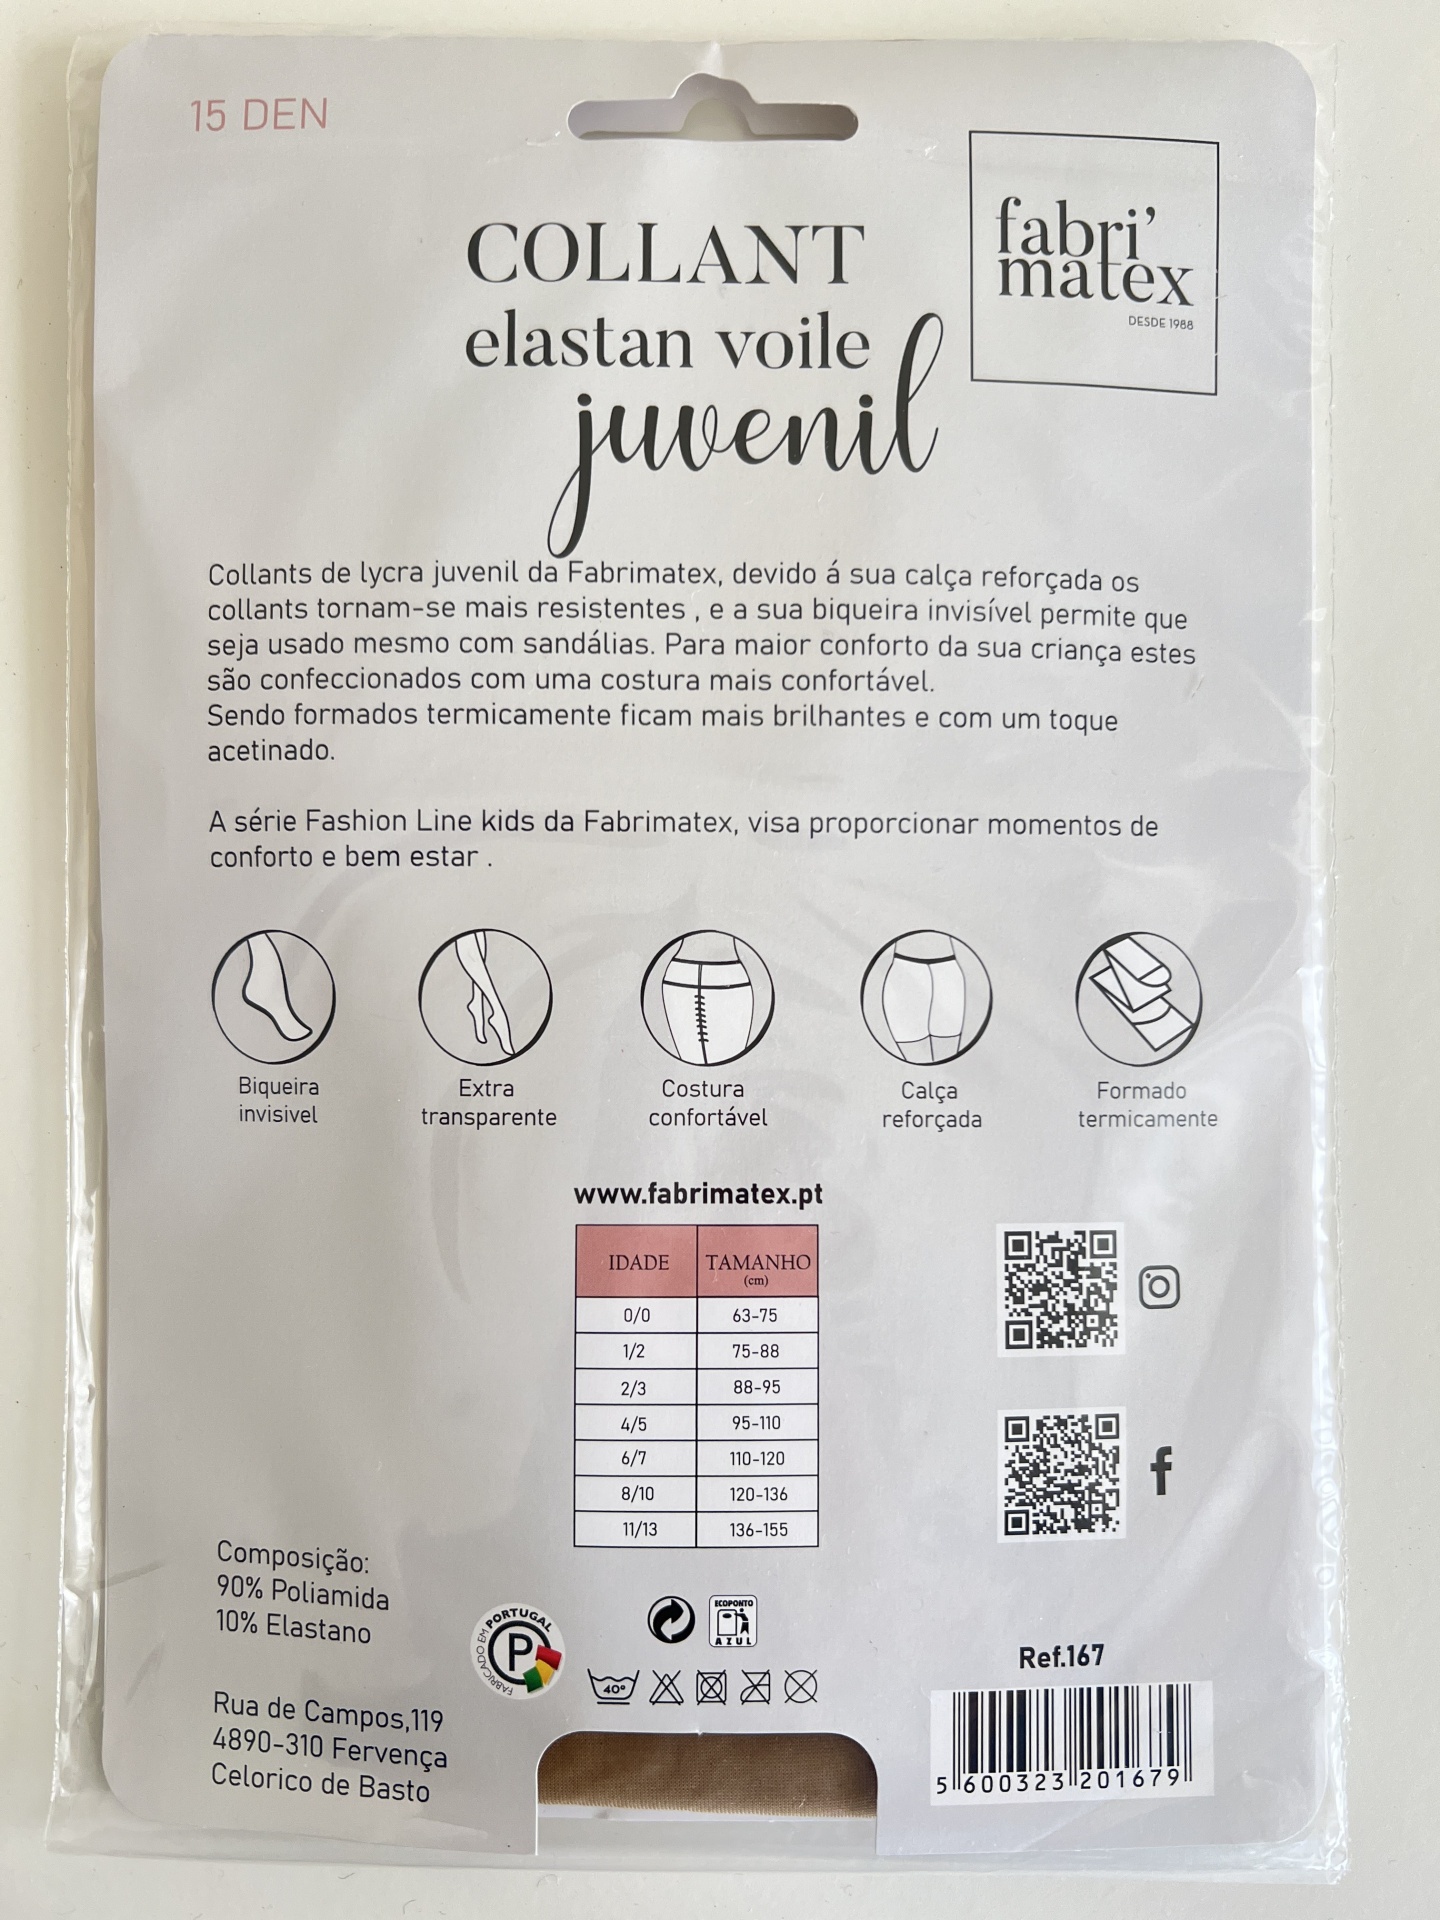 15 DEN
fabri'
matex
DESDE 1988
COLLANT
elastan voile
juvenil
Collants de lycra juvenil da Fabrimatex, devido á sua calça reforçada os
collants tornam-se mais resistentes , e a sua biqueira invisível permite que
seja usado mesmo com sandálias. Para maior conforto da sua criança estes
são confeccionados com uma costura mais confortável.
Sendo formados termicamente ficam mais brilhantes e com um toque
acetinado.
A série Fashion Line kids da Fabrimatex, visa proporcionar momentos de
conforto e bem estar .
Biqueira
invisivel
Extra
transparente
Costura
confortável
Calça
reforçada
Formado
termicamente
www.fabrimatex.pt
IDADE TAMANHO
(cm)
0/0 63-75
1/2 75-88
2/3 88-95
4/5 95-110
6/7 110-120
8/10 120-136
11/13 136-155
Composição:
90% Poliamida
10% Elastano
FABRICADO EM PORTUGAL
P
ECOPONTO
AZUL
40°
Rua de Campos,119
4890-310 Fervença
Celorico de Basto
Ref.167
5 600323 201679